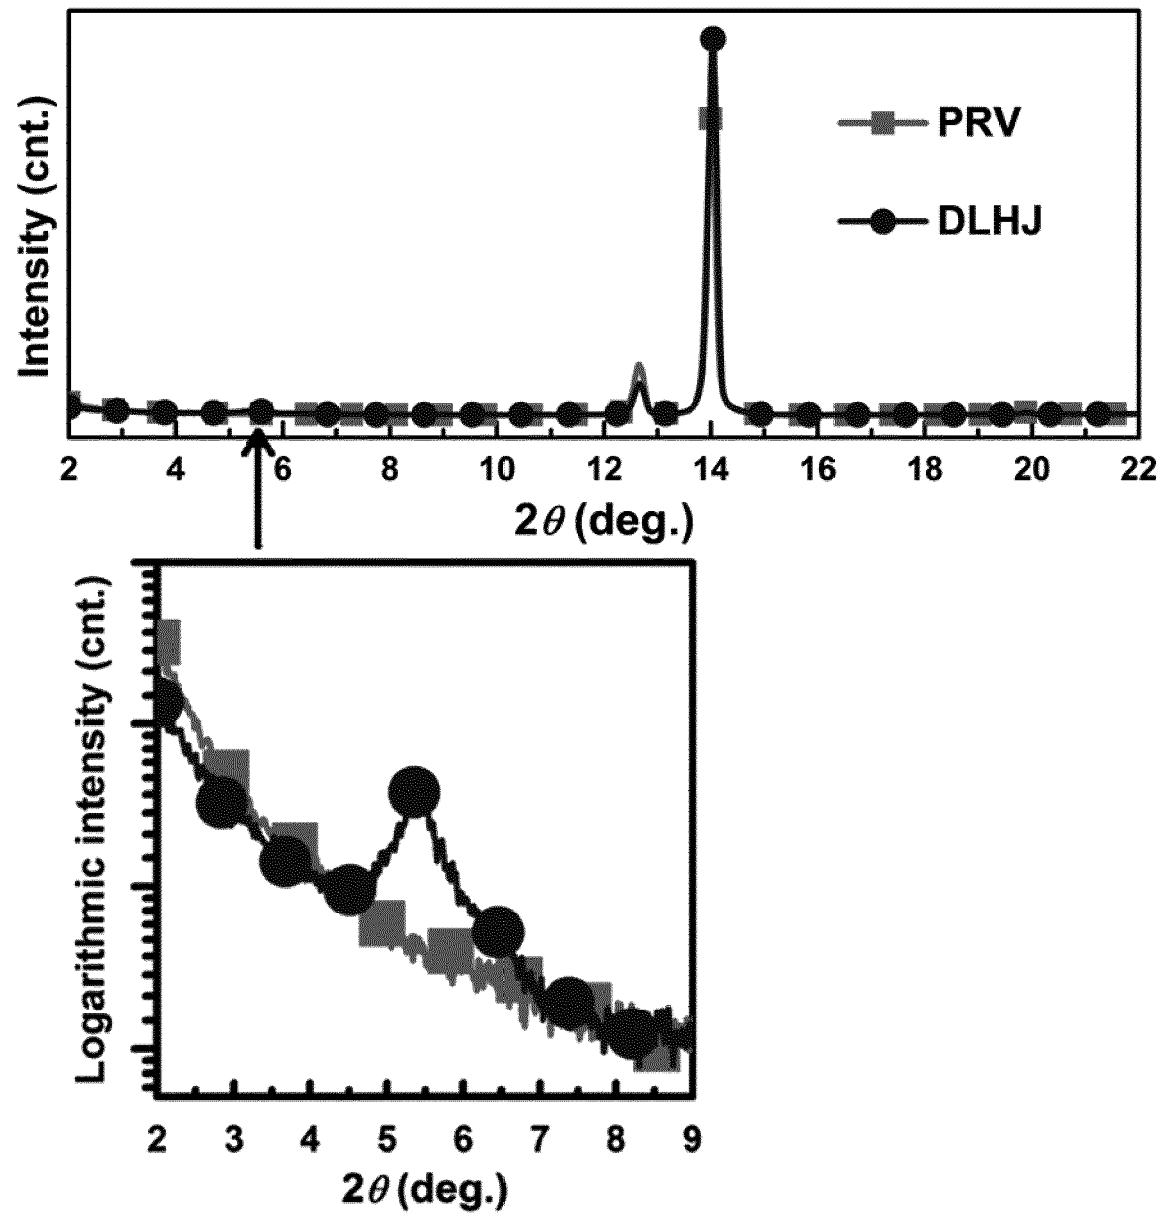 Intensity (cnt.)
PRV
DLHJ
2 4 6 8 10 12 14 16 18 20 22
2θ (deg.)
Logarithmic intensity (cnt.)
2 3 4 5 6 7 8 9
2θ (deg.)